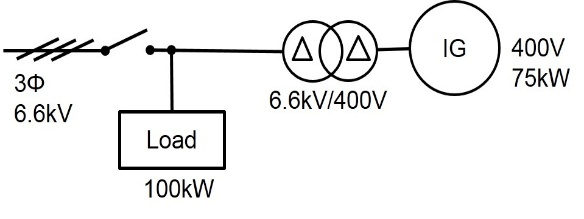 3Φ
6.6kV
Load
100kW
Δ
Δ
6.6kV/400V
IG
400V
75kW